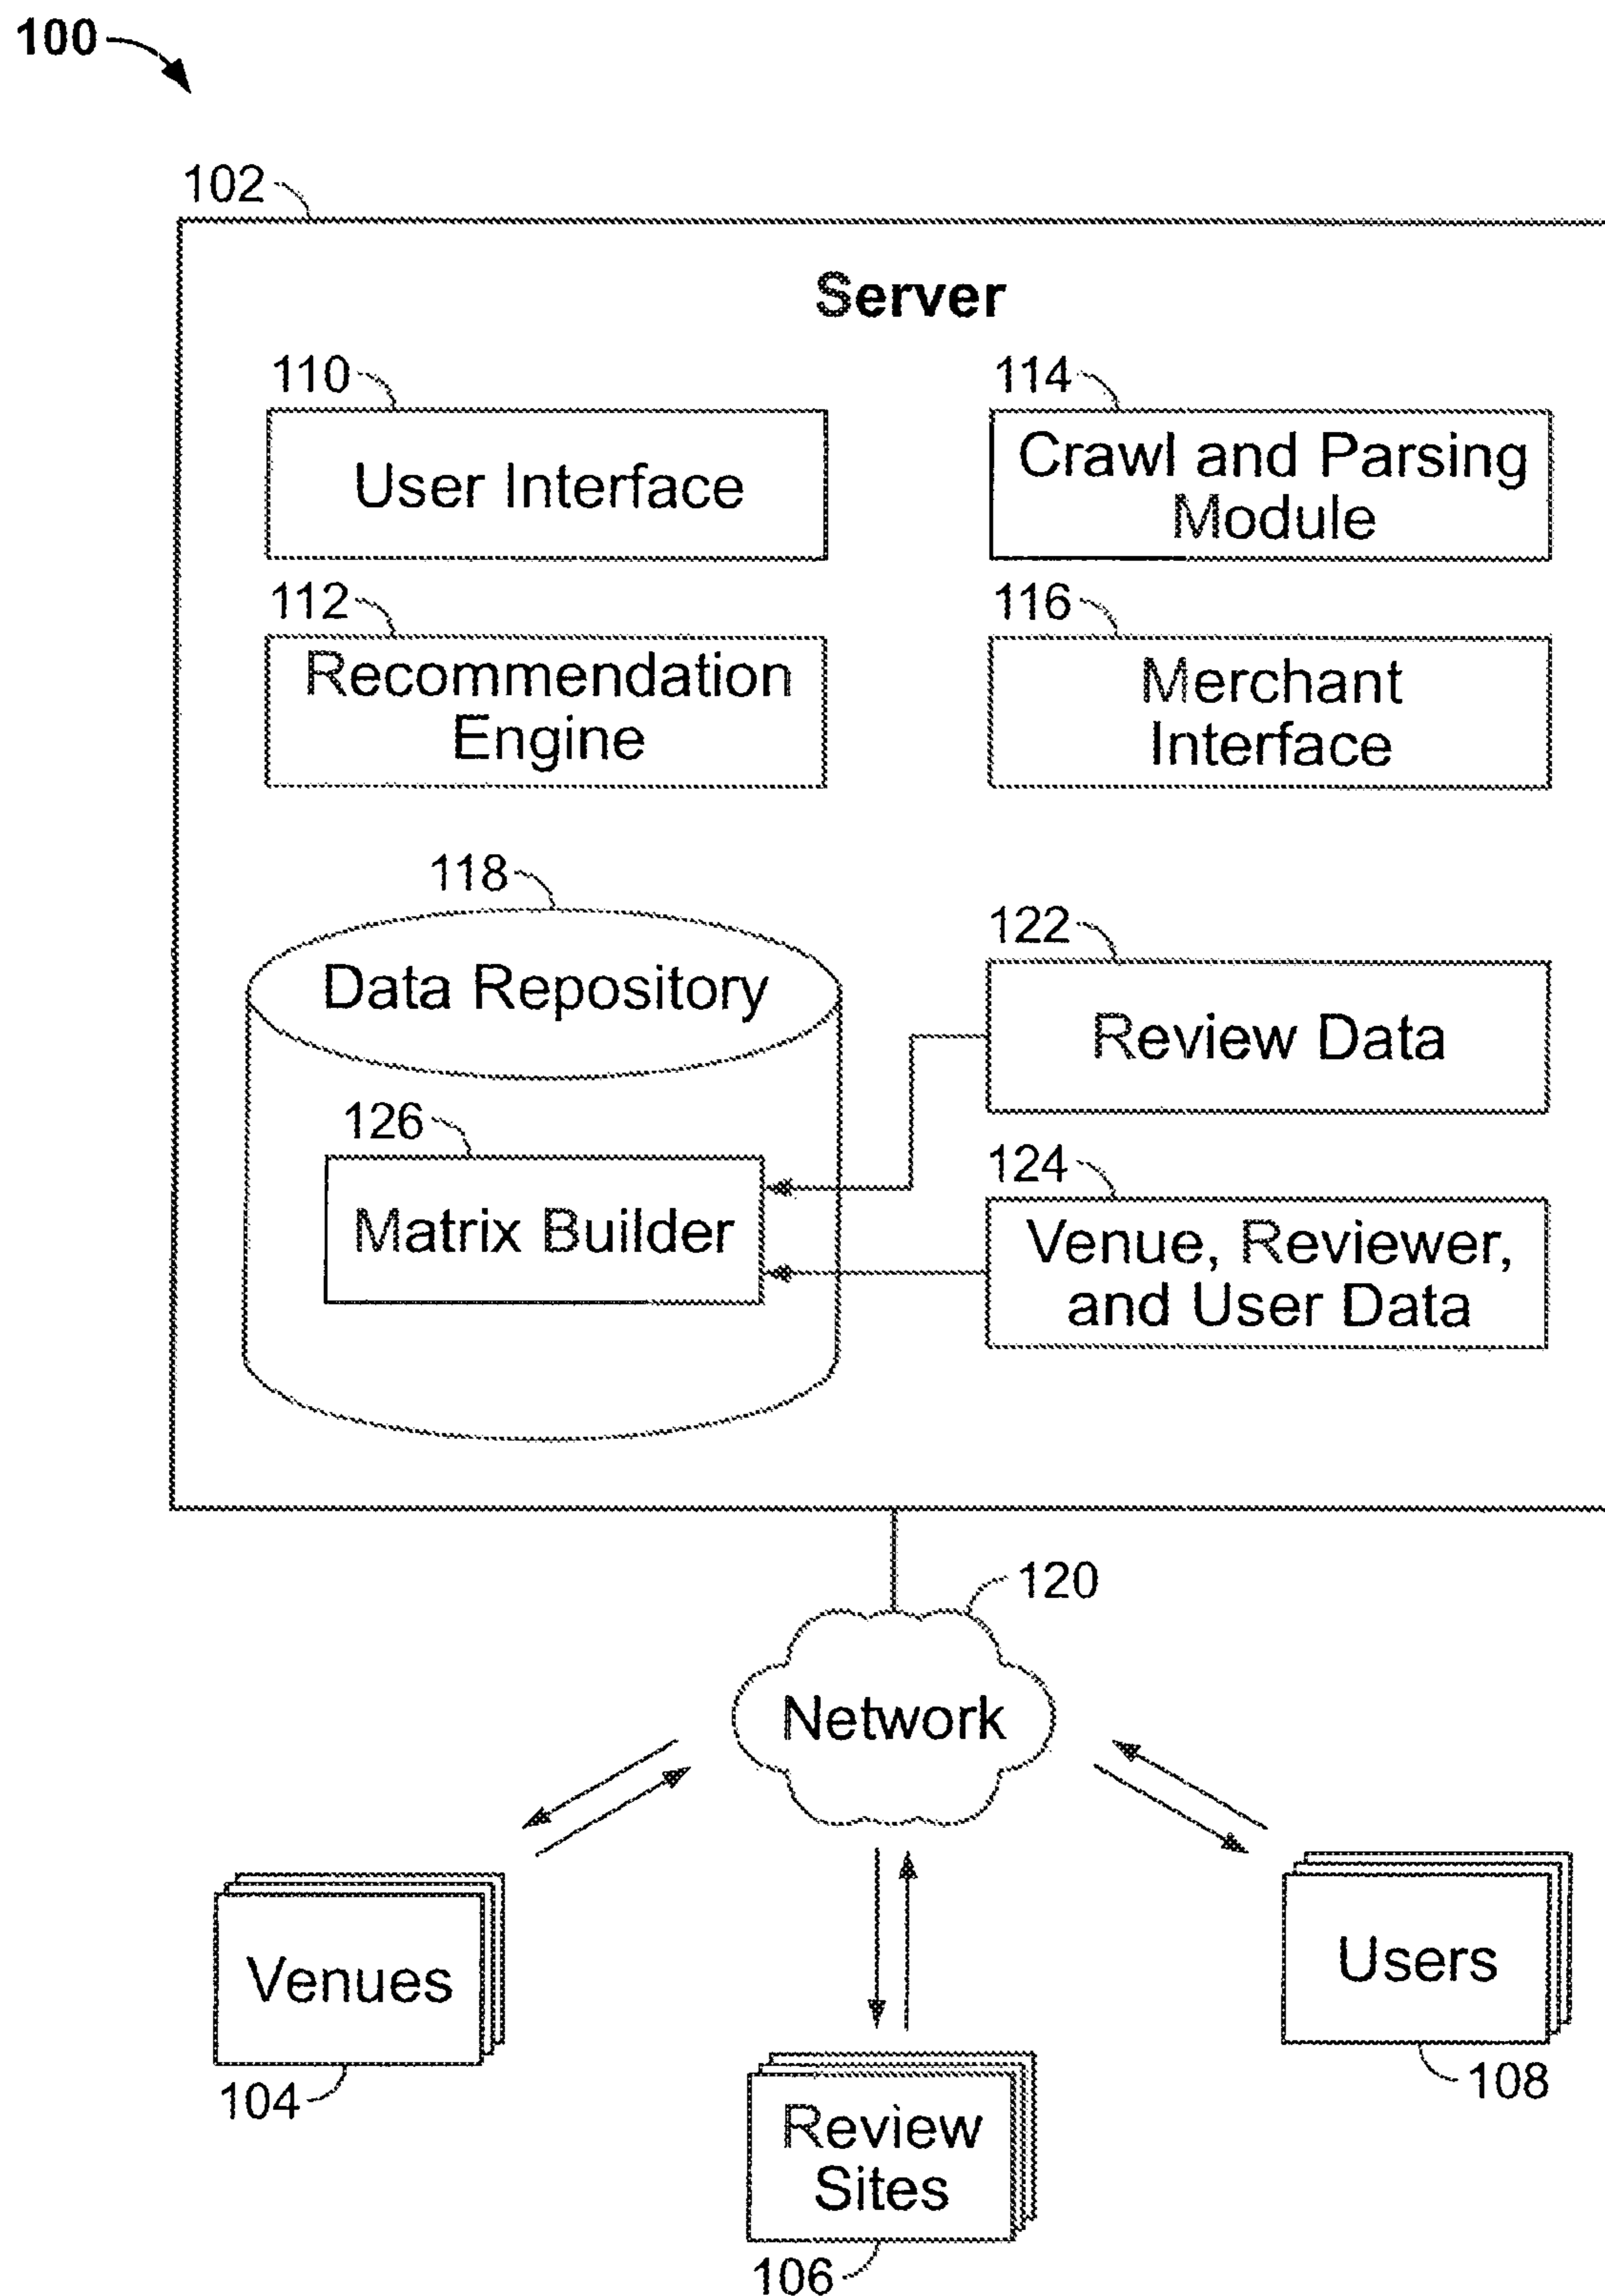 100
102
Server
110
User Interface
114
Crawl and Parsing
Module
112
Recommendation
Engine
116
Merchant
Interface
118
Data Repository
126
Matrix Builder
122
Review Data
124
Venue, Reviewer,
and User Data
120
Network
Venues
104
Review
Sites
106
Users
108